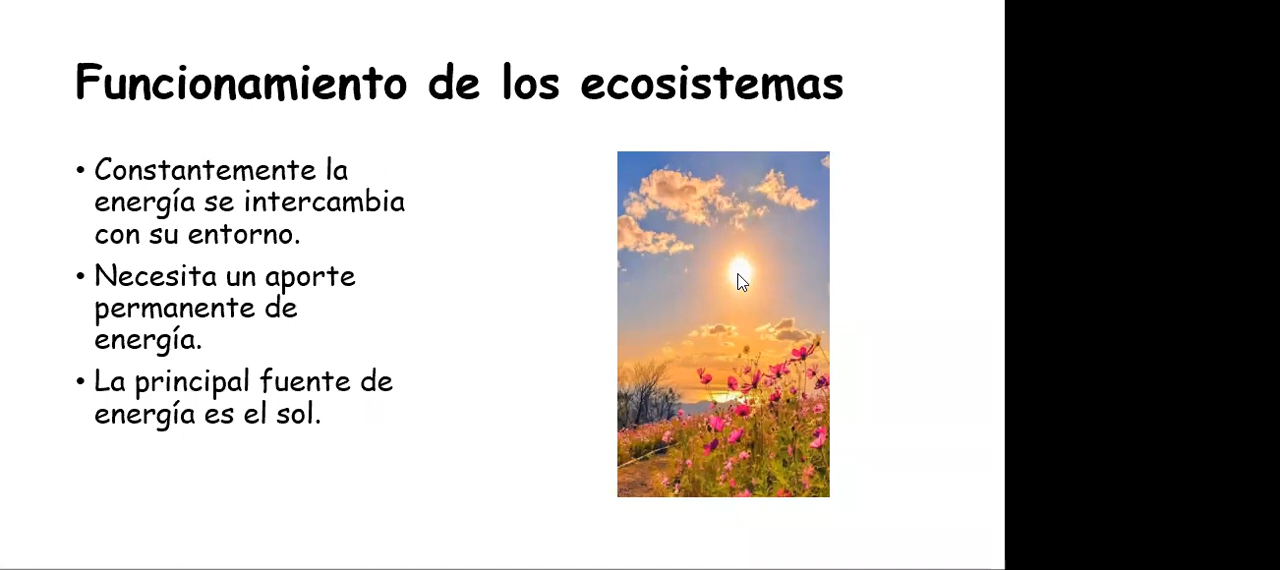 Funcionamiento de los ecosistemas
• Constantemente la
energía se intercambia
con su entorno.
• Necesita un aporte
permanente de
energía.
• La principal fuente de
energía es el sol.